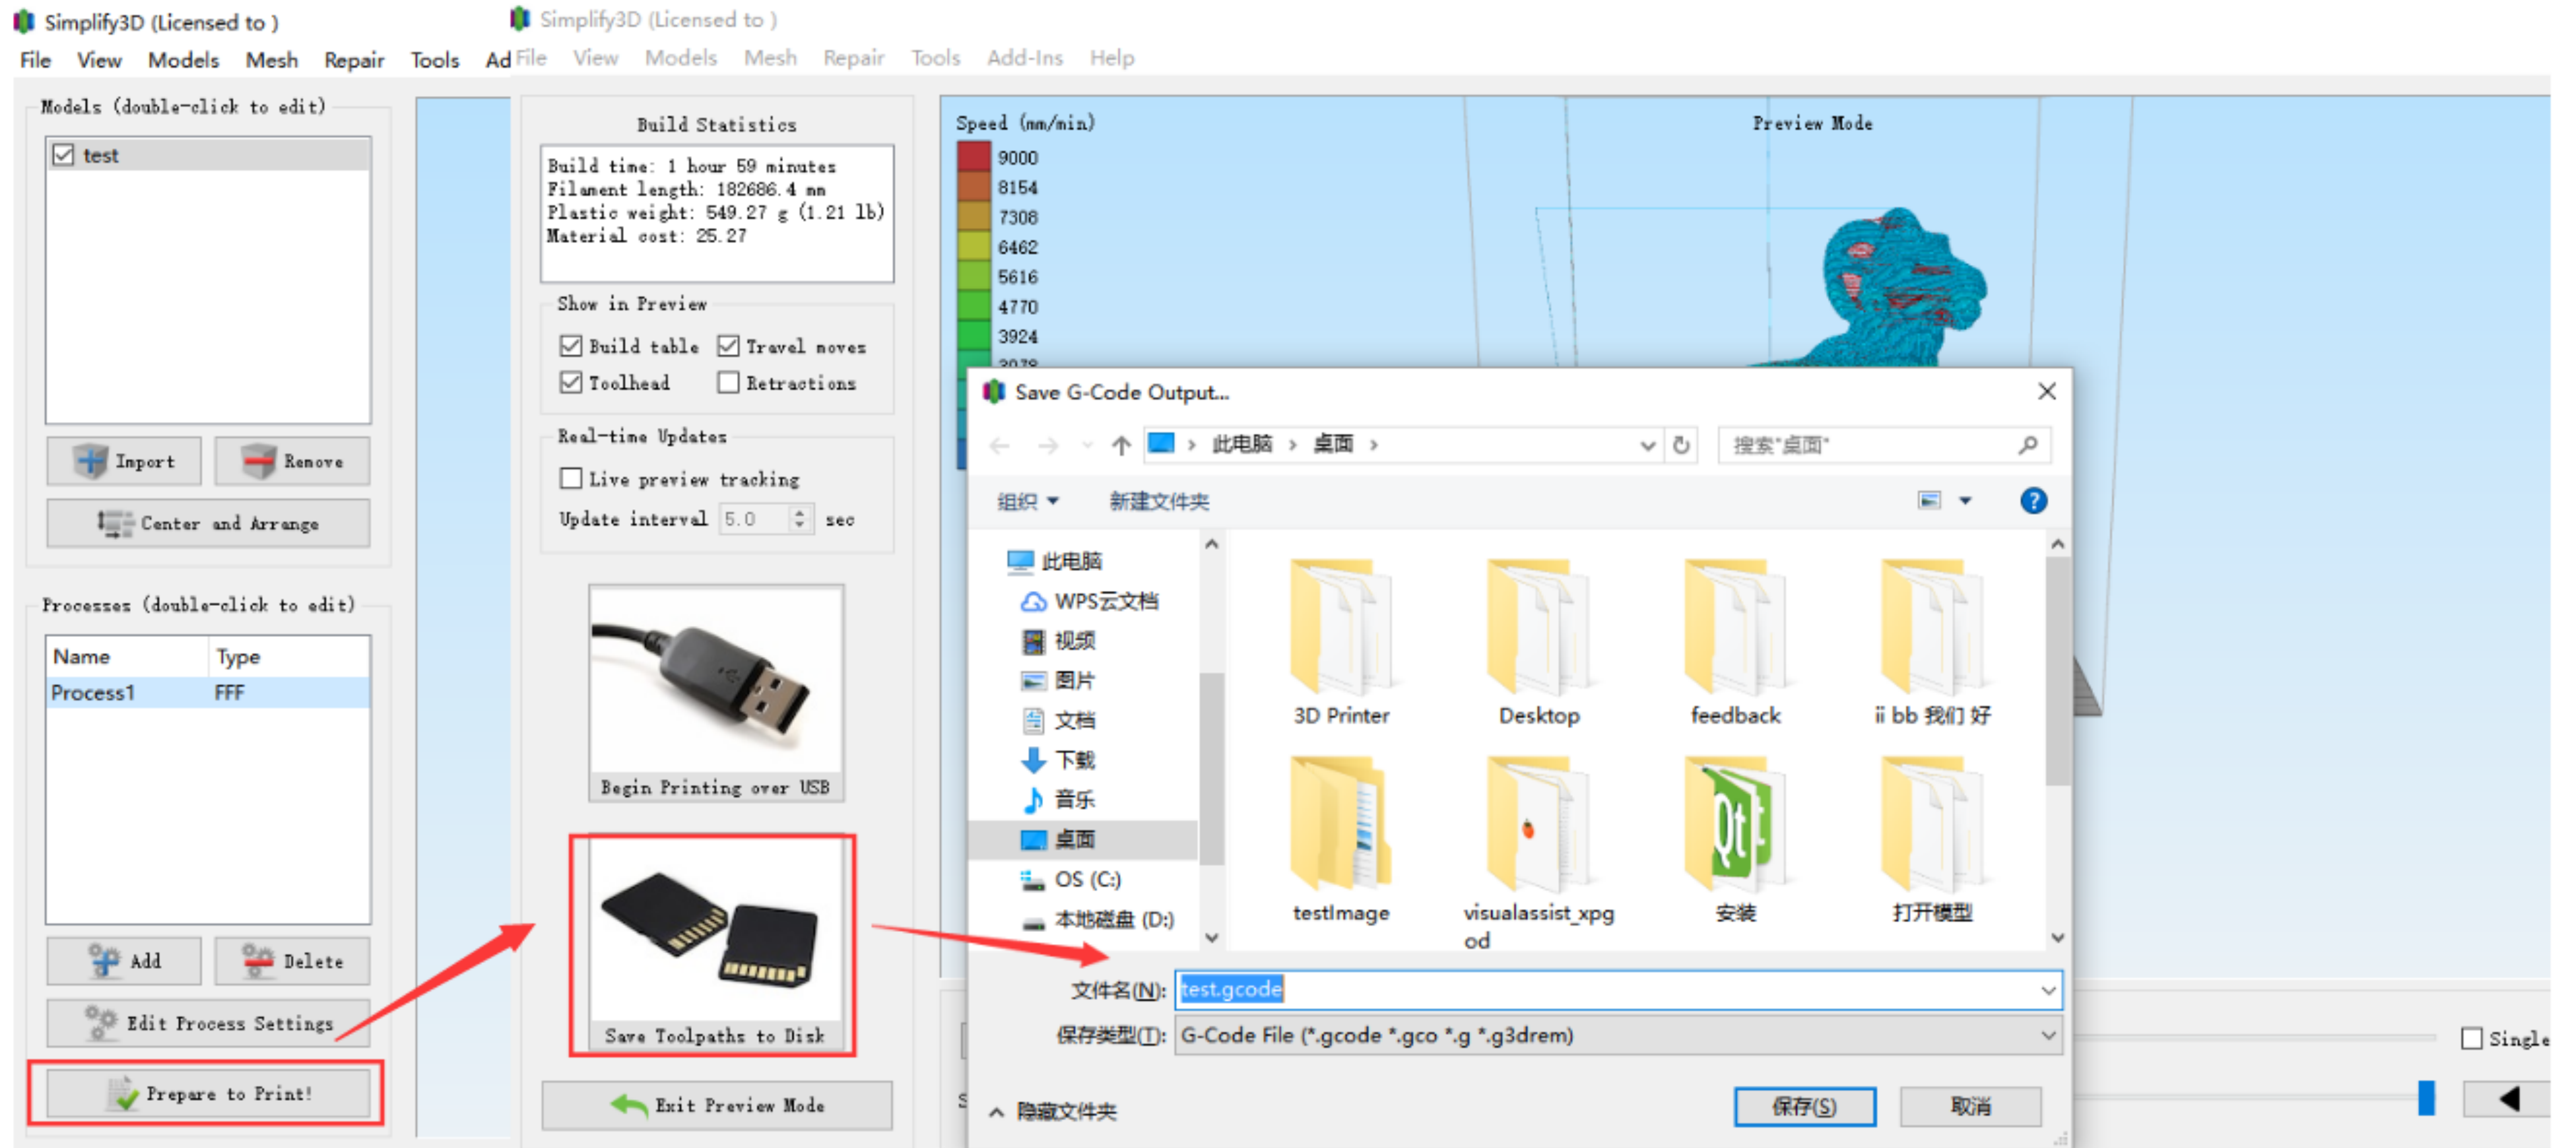 Simplify3D (Licensed to )
File View Models Mesh Repair Tools Ad
Models (double-click to edit)
test
Import Remove
Center and Arrange
Processes (double-click to edit)
Name Type
Process1 FFF
Add Delete
Edit Process Settings
Prepare to Print!
Simplify3D (Licensed to )
File View Models Mesh Repair Tools Add-Ins Help
Build Statistics
Build time: 1 hour 59 minutes
Filament length: 182686.4 mm
Plastic weight: 549.27 g (1.21 lb)
Material cost: 25.27
Show in Preview
Build table Travel moves
Toolhead Retractions
Real-time Updates
Live preview tracking
Update interval 5.0 sec
Begin Printing over USB
Save Toolpaths to Disk
Exit Preview Mode
Speed (mm/min)
9000
8154
7308
6462
5616
4770
3924
3078
Preview Mode
Save G-Code Output...
此电脑 > 桌面 >
搜索"桌面"
组织 新建文件夹
此电脑
WPS云文档
视频
图片
文档
下载
音乐
桌面
OS (C:)
本地磁盘 (D:)
3D Printer Desktop feedback ii bb 我们 好
Qt
testImage visualassist_xpg
od 安装 打开模型
文件名(N): test.gcode
保存类型(T): G-Code File (*.gcode *.gco *.g *.g3drem)
隐藏文件夹 保存(S) 取消
Single